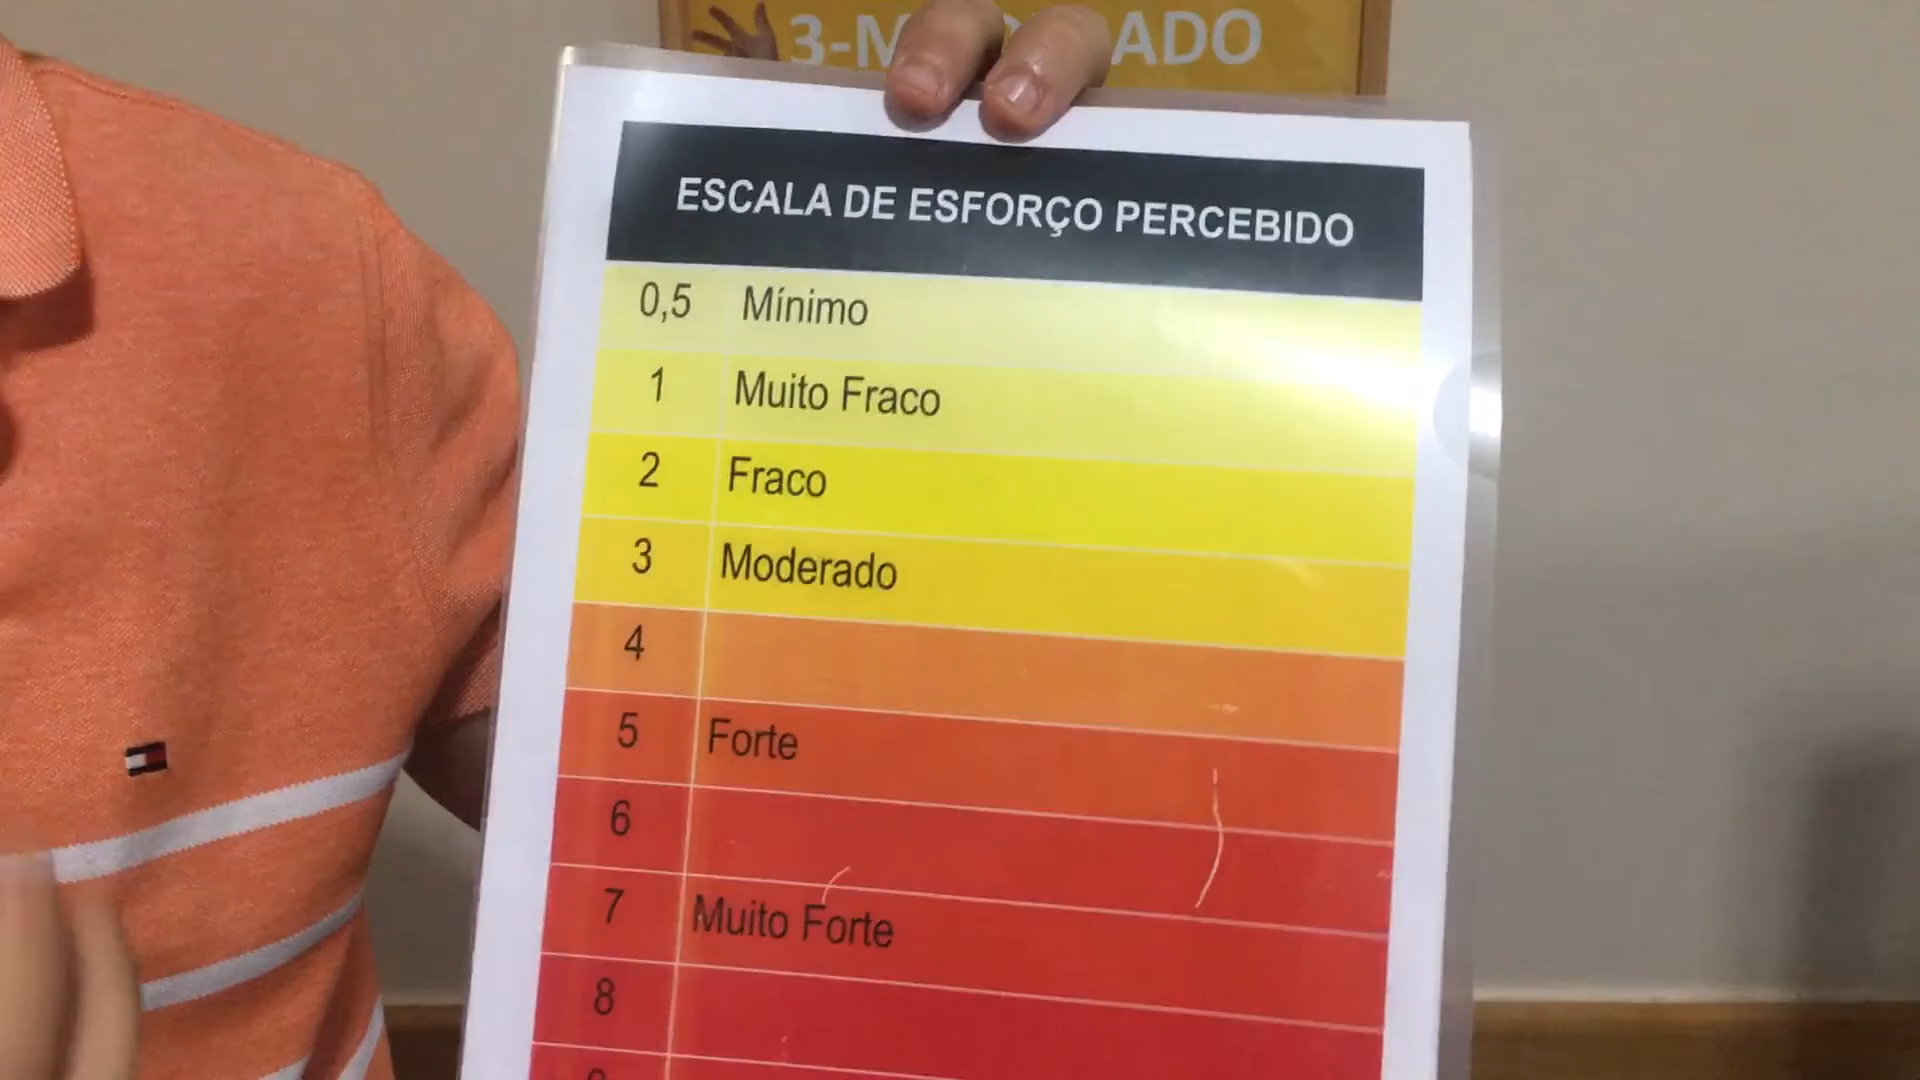 ESCALA DE ESFORÇO PERCEBIDO
0,5 Mínimo
1 Muito Fraco
2 Fraco
3 Moderado
4
5 Forte
6
7 Muito Forte
8